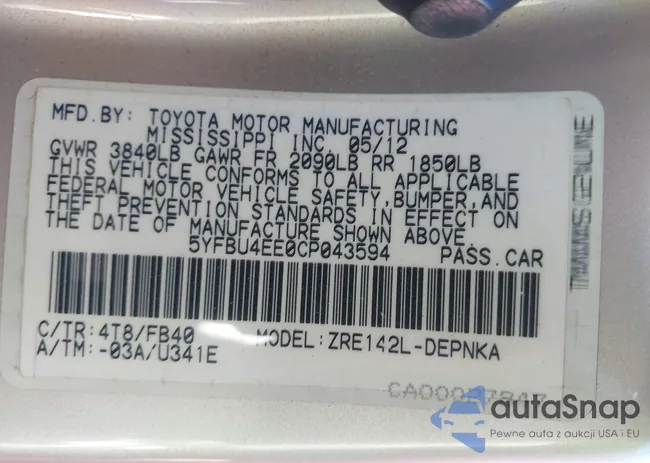 MFD.BY: TOYOTA MOTOR MANUFACTURING
MISSISSIPPI INC. 05/12
GVWR 3840LB GAWR FR 2090LB RR 1850LB
THIS VEHICLE CONFORMS TO ALL APPLICABLE
FEDERAL MOTOR VEHICLE SAFETY,BUMPER,AND
THEFT PREVENTION STANDARDS IN EFFECT ON
THE DATE OF MANUFACTURE SHOWN ABOVE.
5YFBU4EE0CP043594 PASS.CAR
C/TR:4T8/FB40 MODEL: ZRE142L-DEPNKA
A/TM:-03A/U341E
autaSnap
Pewne auta z aukcji USA i EU